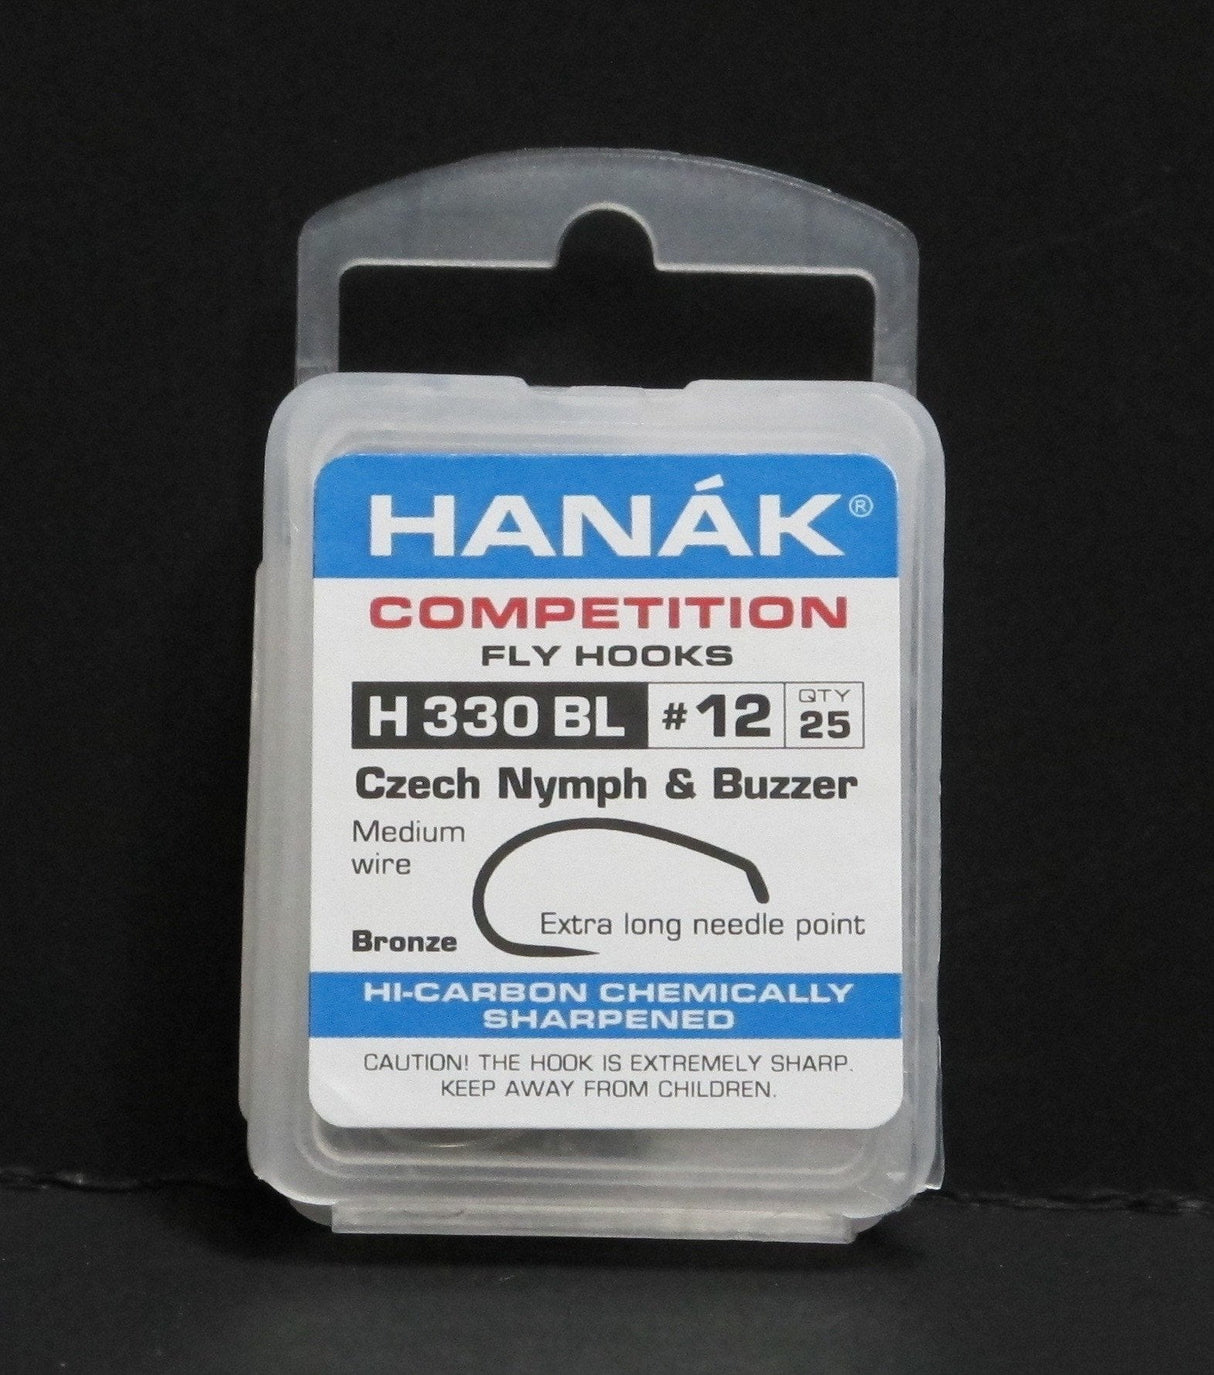 HANÁK®
COMPETITION
FLY HOOKS
H 330 BL #12 QTY 25
Czech Nymph & Buzzer
Medium
wire
Extra long needle point
Bronze
HI-CARBON CHEMICALLY
SHARPENED
CAUTION! THE HOOK IS EXTREMELY SHARP.
KEEP AWAY FROM CHILDREN.